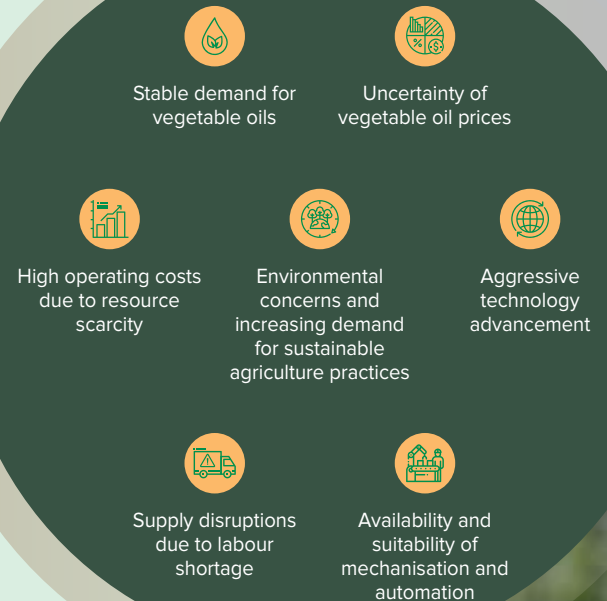 Stable demand for
vegetable oils
Uncertainty of
vegetable oil prices
High operating costs
due to resource
scarcity
Environmental
concerns and
increasing demand
for sustainable
agriculture practices
Aggressive
technology
advancement
Supply disruptions
due to labour
shortage
Availability and
suitability of
mechanisation and
automation